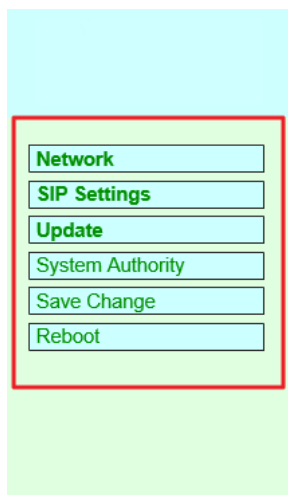 Network
SIP Settings
Update
System Authority
Save Change
Reboot